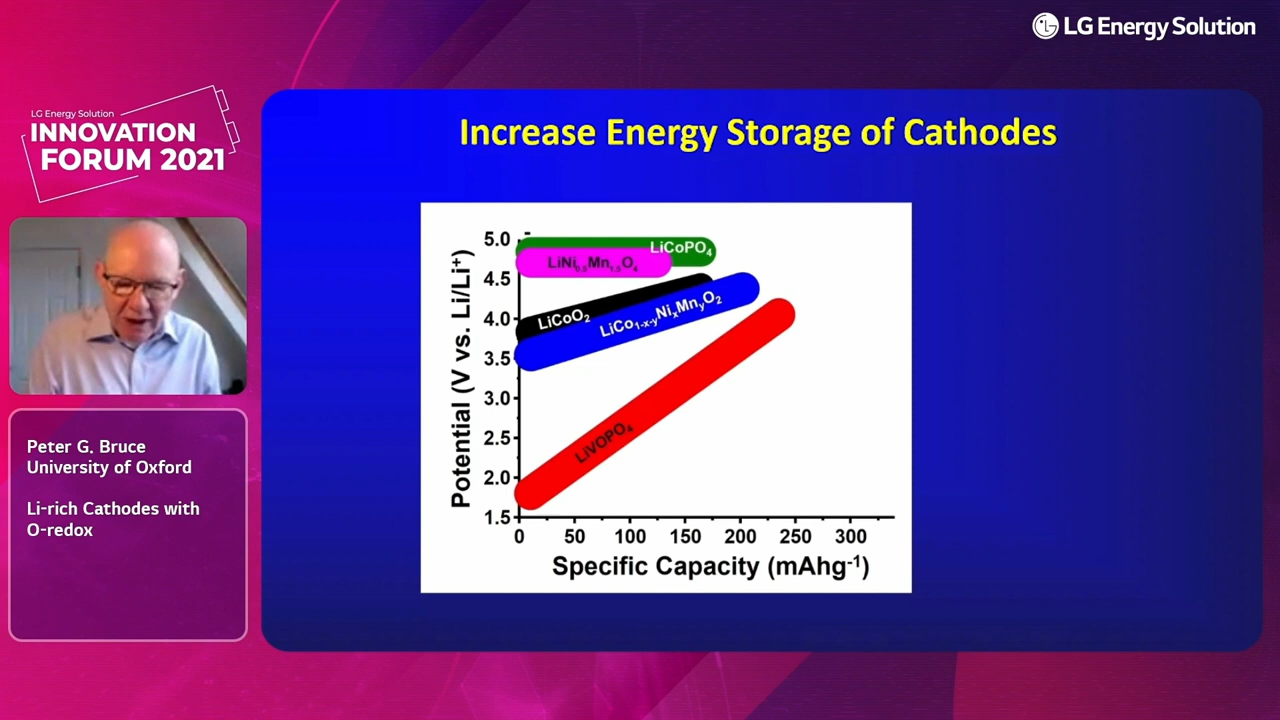 LG Energy Solution
LG Energy Solution
INNOVATION
FORUM 2021
Increase Energy Storage of Cathodes
5.0
4.5
4.0
3.5
3.0
2.5
2.0
1.5
Potential (V vs. Li/Li⁺)
LiCoPO₄
LiNi₀.₅Mn₁.₅O₄
LiCoO₂
LiCo₁₋ₓ₋ᵧNiₓMnᵧO₂
LiVOPO₄
0 50 100 150 200 250 300
Specific Capacity (mAhg⁻¹)
Peter G. Bruce
University of Oxford
Li-rich Cathodes with
O-redox